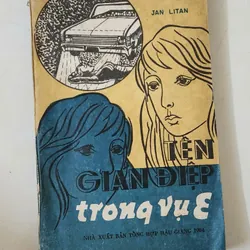 JAN LITAN
TÊN
GIÁN ĐIỆP
trong vụ E
NHÀ XUẤT BẢN TỔNG HỢP HẬU GIANG 1988